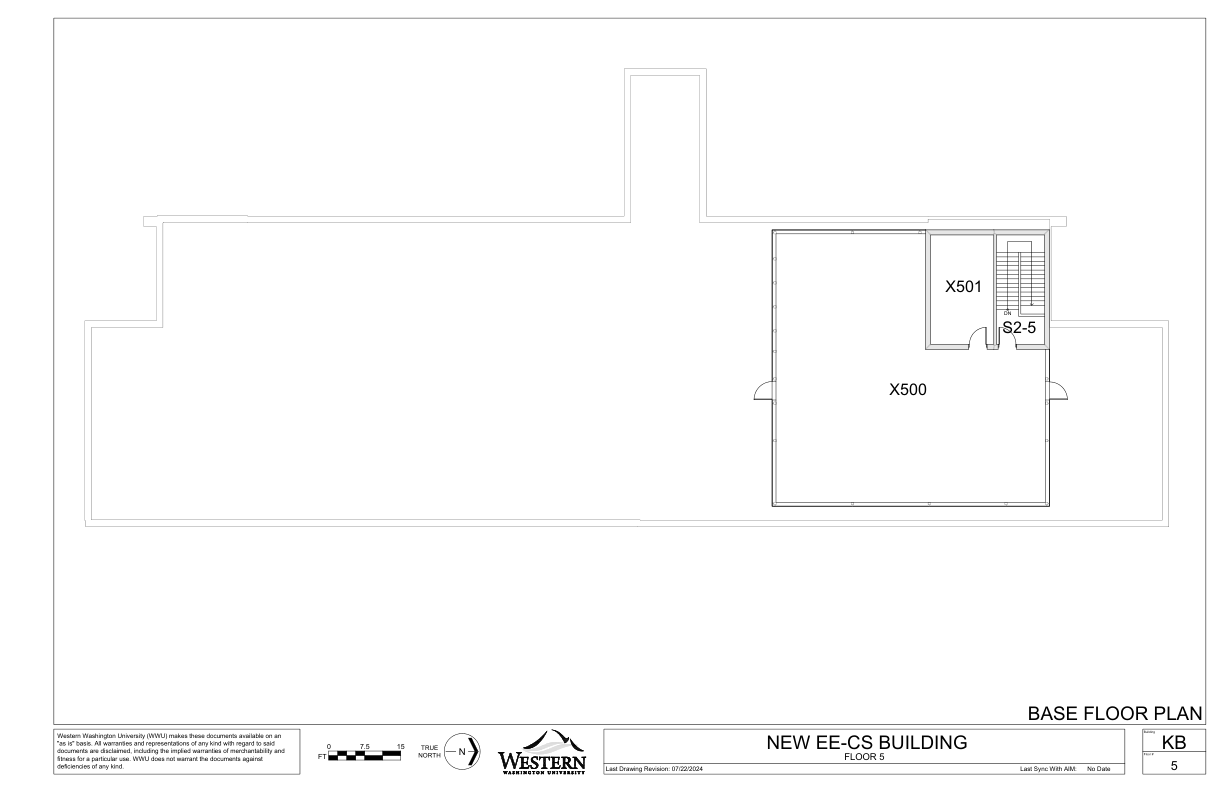 X501
DN
S2-5
X500
BASE FLOOR PLAN
Western Washington University (WWU) makes these documents available on an
"as is" basis. All warranties and representations of any kind with regard to said
documents are disclaimed, including the implied warranties of merchantability and
fitness for a particular use. WWU does not warrant the documents against
deficiencies of any kind.
0 7.5 15
FT
TRUE
NORTH
N
WESTERN
WASHINGTON UNIVERSITY
NEW EE-CS BUILDING
FLOOR 5
Last Drawing Revision: 07/22/2024
Last Sync With AIM: No Date
Building
KB
5